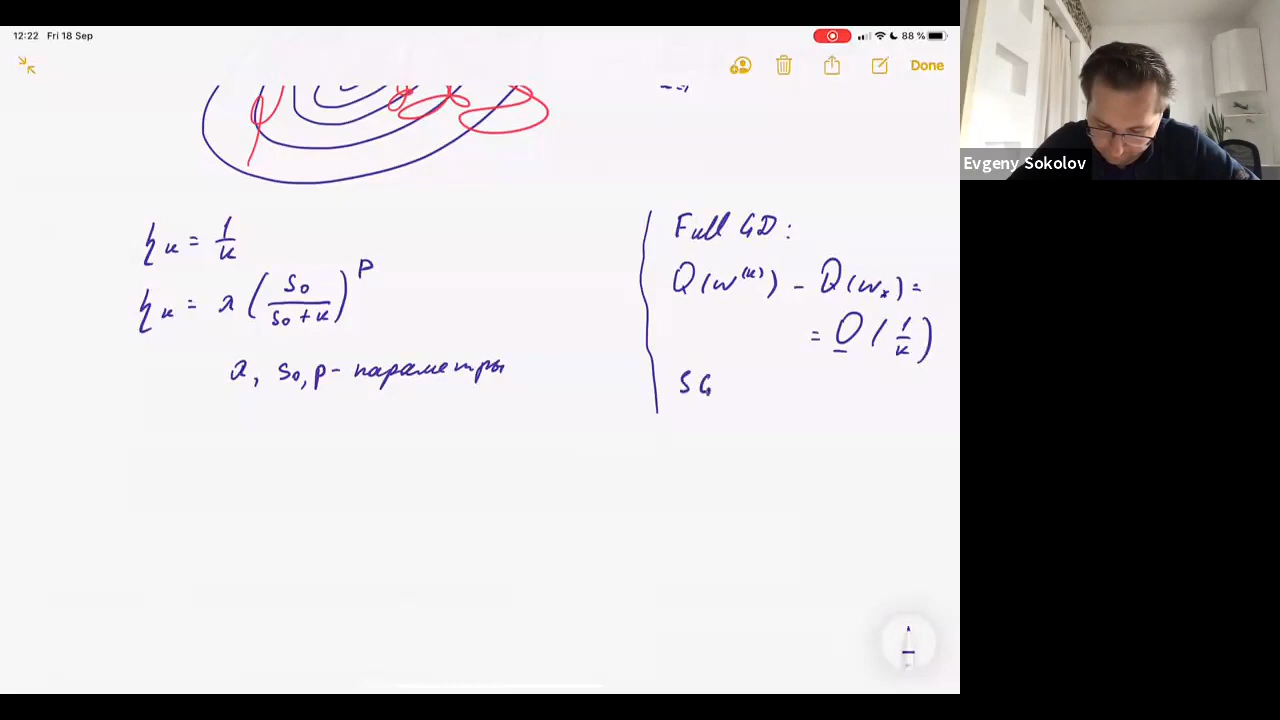 12:22 Fri 18 Sep
88 %
Done
Evgeny Sokolov
η_k = 1/k
η_k = λ (s₀/(s₀+k))^p
λ, s₀, p - параметры
Full GD:
Q(w^(k)) - Q(w_*) =
= O(1/k)
SG